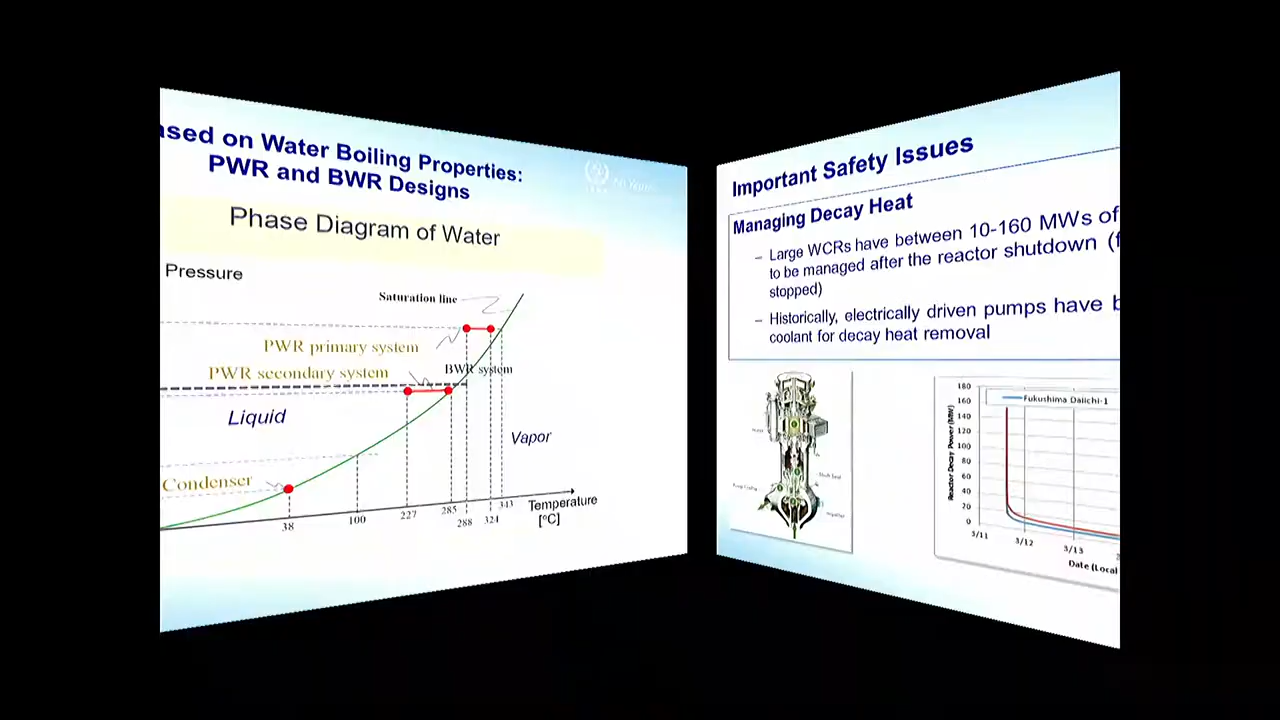 ased on Water Boiling Properties:
PWR and BWR Designs
Phase Diagram of Water
Pressure
Saturation line
PWR primary system
PWR secondary system
BWR system
Liquid
Vapor
Condenser
38
100
227
285
288
324
343
Temperature
[°C]
Important Safety Issues
Managing Decay Heat
– Large WCRs have between 10-160 MWs of
to be managed after the reactor shutdown (f
stopped)
– Historically, electrically driven pumps have b
coolant for decay heat removal
Reactor Decay Power (MW)
180
160
140
120
100
80
60
40
20
0
Fukushima Daiichi-1
3/11
3/12
3/13
Date (Local